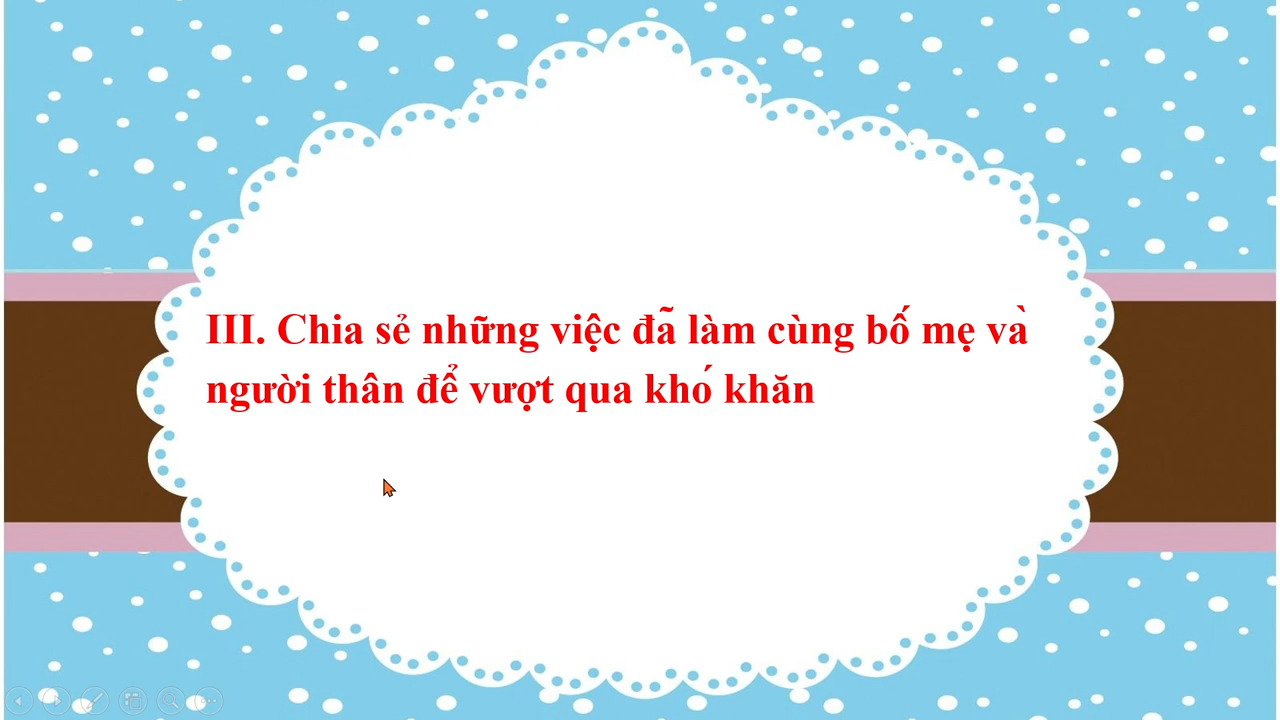 III. Chia sẻ những việc đã làm cùng bố mẹ và
người thân để vượt qua khó khăn